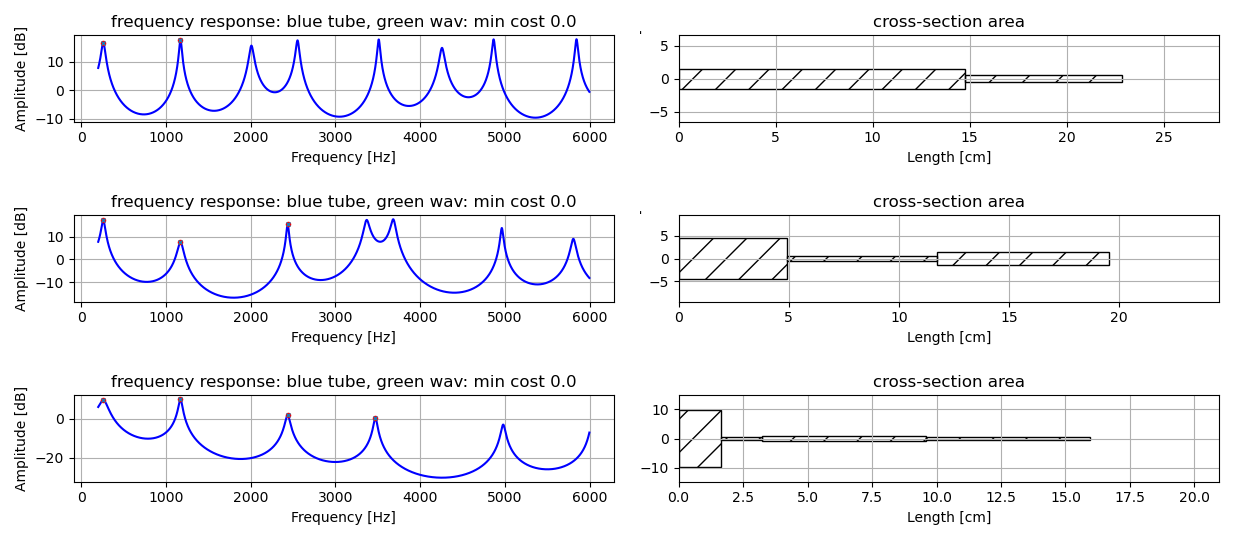 frequency response: blue tube, green wav: min cost 0.0
cross-section area
Amplitude [dB]
10
0
−10
0 1000 2000 3000 4000 5000 6000
Frequency [Hz]
5
0
−5
0 5 10 15 20 25
Length [cm]
frequency response: blue tube, green wav: min cost 0.0
cross-section area
Amplitude [dB]
10
0
−10
0 1000 2000 3000 4000 5000 6000
Frequency [Hz]
5
0
−5
0 5 10 15 20
Length [cm]
frequency response: blue tube, green wav: min cost 0.0
cross-section area
Amplitude [dB]
0
−20
0 1000 2000 3000 4000 5000 6000
Frequency [Hz]
10
0
−10
0.0 2.5 5.0 7.5 10.0 12.5 15.0 17.5 20.0
Length [cm]